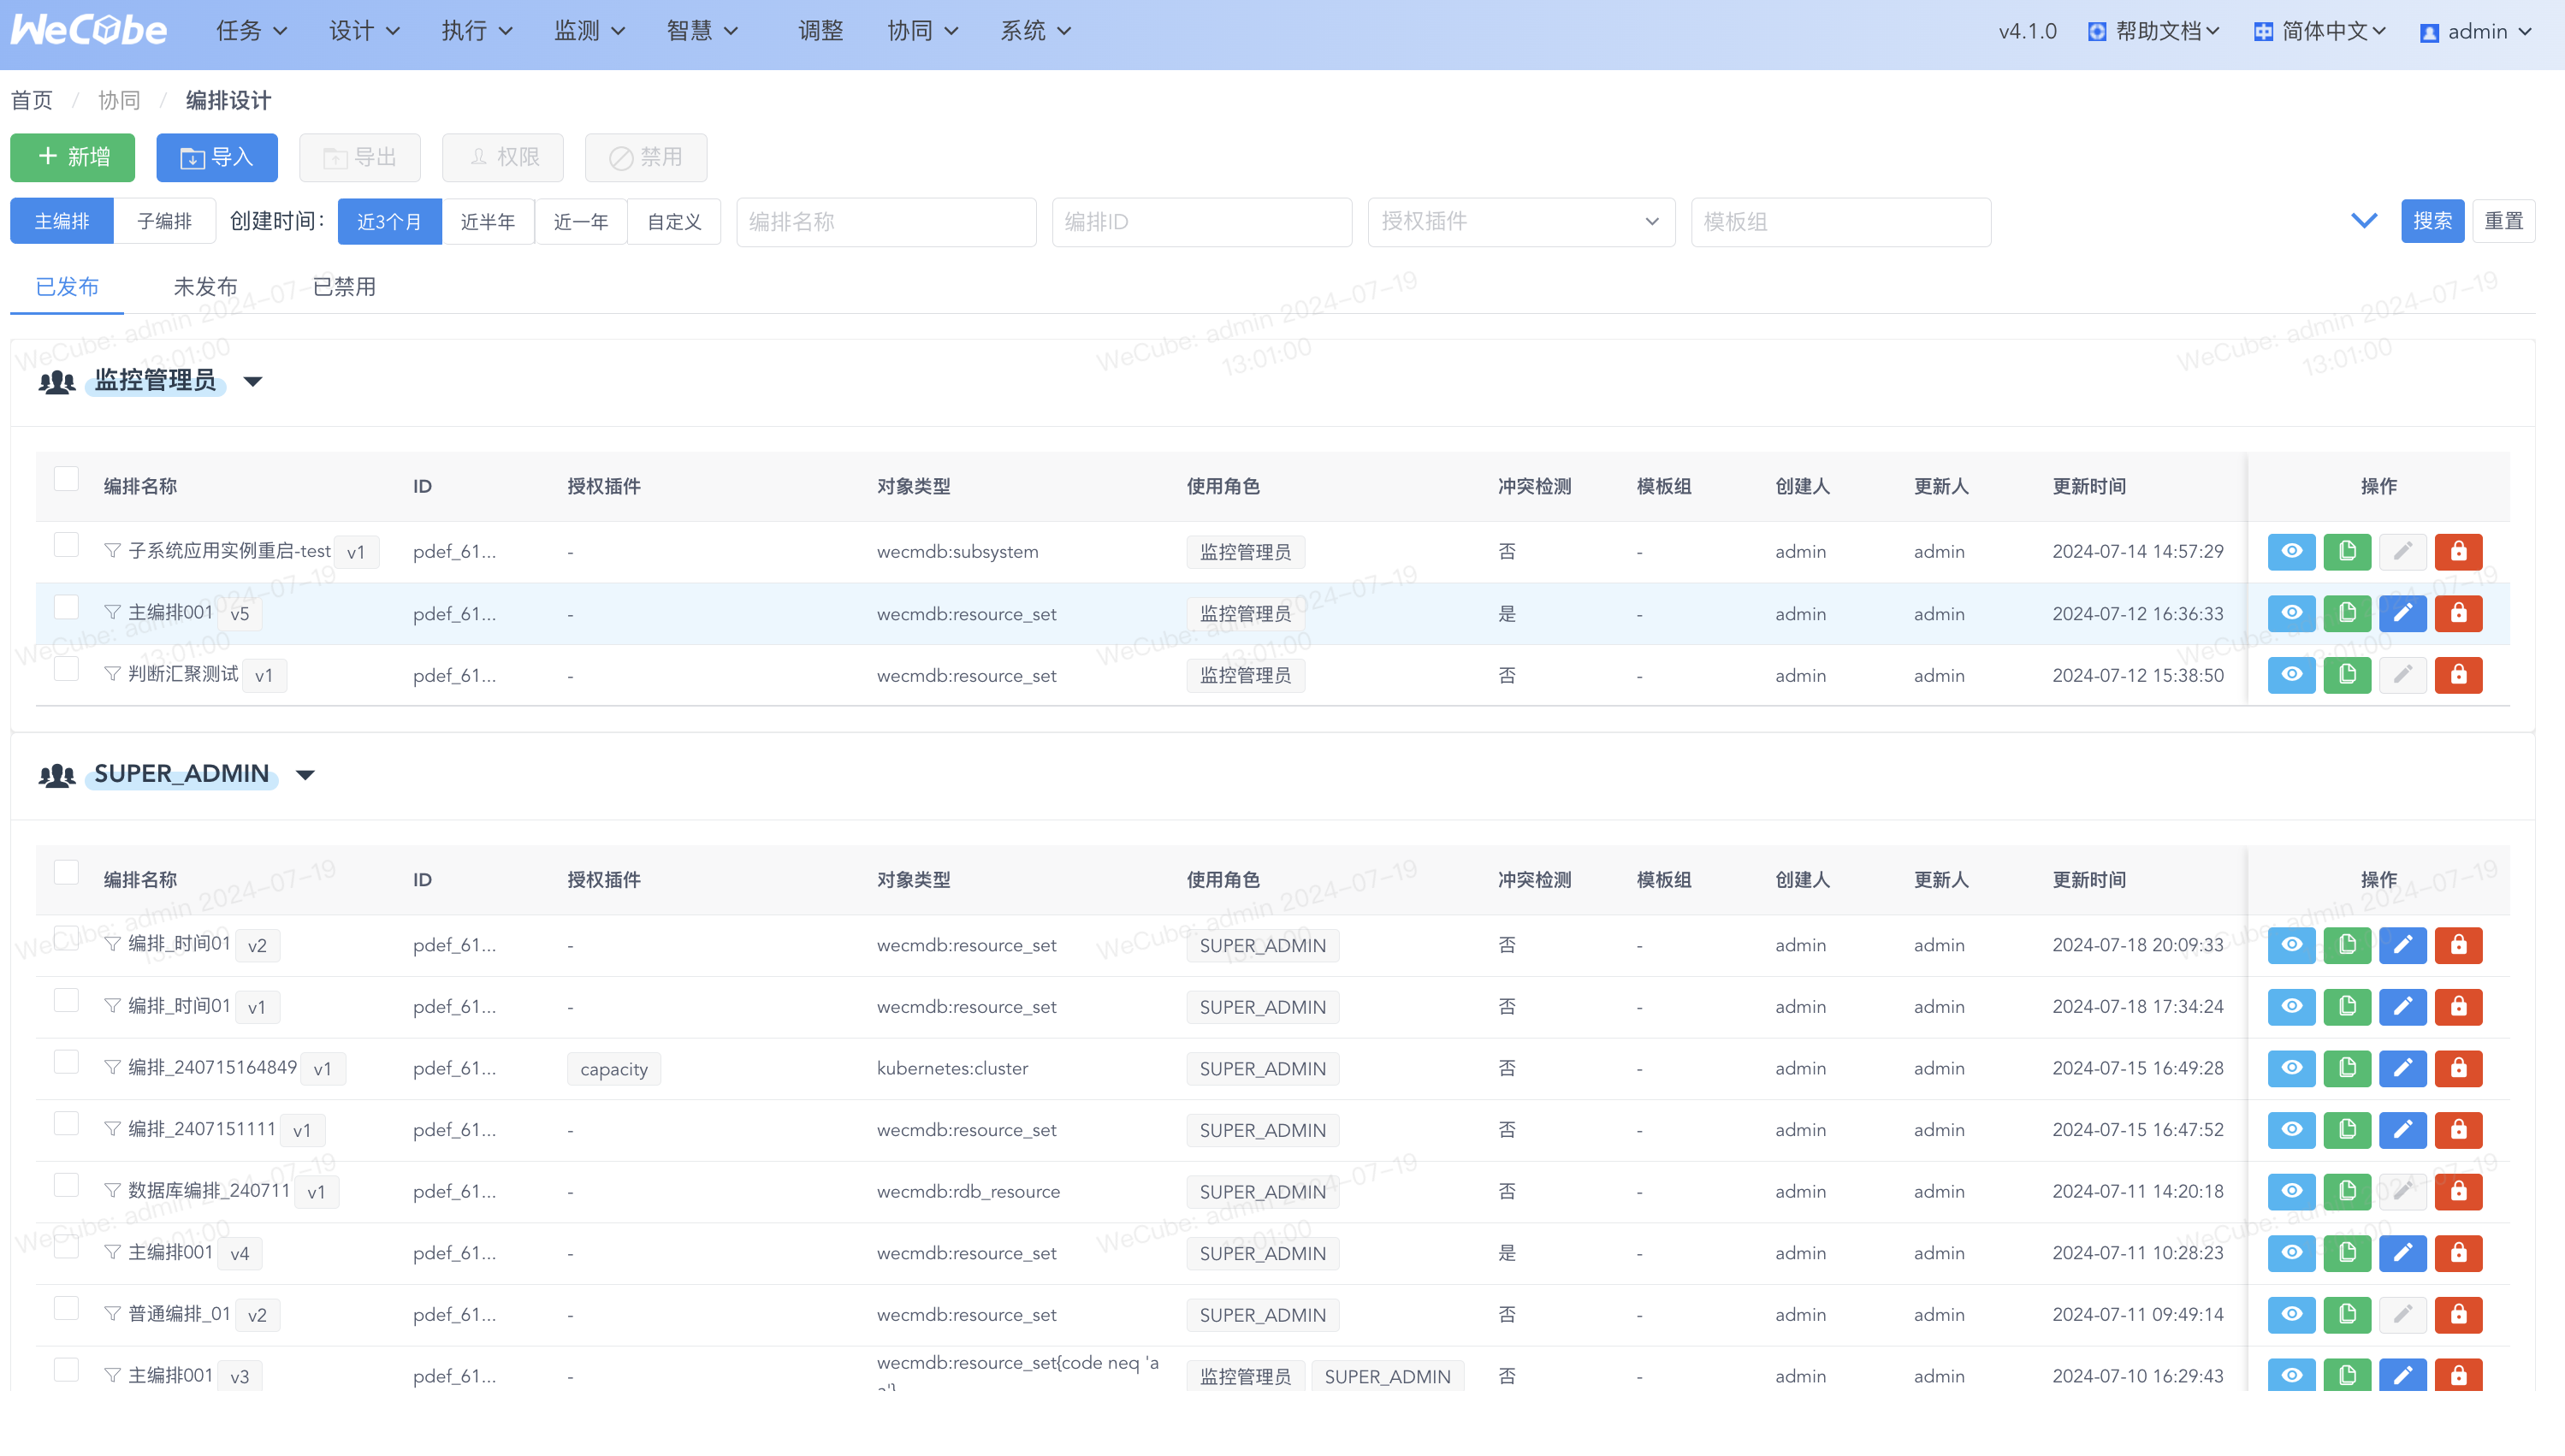 WeCube 任务 设计 执行 监测 智慧 调整 协同 系统 v4.1.0 帮助文档 简体中文 admin
首页 / 协同 / 编排设计
新增 导入 导出 权限 禁用
主编排 子编排 创建时间： 近3个月 近半年 近一年 自定义 编排名称 编排ID 授权插件 模板组 搜索 重置
已发布 未发布 已禁用
WeCube: admin 2024-07-19 13:01:00
监控管理员
编排名称 ID 授权插件 对象类型 使用角色 冲突检测 模板组 创建人 更新人 更新时间 操作
子系统应用实例重启-test v1 pdef_61... - wecmdb:subsystem 监控管理员 否 - admin admin 2024-07-14 14:57:29
主编排001 v5 pdef_61... - wecmdb:resource_set 监控管理员 是 - admin admin 2024-07-12 16:36:33
判断汇聚测试 v1 pdef_61... - wecmdb:resource_set 监控管理员 否 - admin admin 2024-07-12 15:38:50
SUPER_ADMIN
编排名称 ID 授权插件 对象类型 使用角色 冲突检测 模板组 创建人 更新人 更新时间 操作
编排_时间01 v2 pdef_61... - wecmdb:resource_set SUPER_ADMIN 否 - admin admin 2024-07-18 20:09:33
编排_时间01 v1 pdef_61... - wecmdb:resource_set SUPER_ADMIN 否 - admin admin 2024-07-18 17:34:24
编排_240715164849 v1 pdef_61... capacity kubernetes:cluster SUPER_ADMIN 否 - admin admin 2024-07-15 16:49:28
编排_2407151111 v1 pdef_61... - wecmdb:resource_set SUPER_ADMIN 否 - admin admin 2024-07-15 16:47:52
数据库编排_240711 v1 pdef_61... - wecmdb:rdb_resource SUPER_ADMIN 否 - admin admin 2024-07-11 14:20:18
主编排001 v4 pdef_61... - wecmdb:resource_set SUPER_ADMIN 是 - admin admin 2024-07-11 10:28:23
普通编排_01 v2 pdef_61... - wecmdb:resource_set SUPER_ADMIN 否 - admin admin 2024-07-11 09:49:14
主编排001 v3 pdef_61... - wecmdb:resource_set{code neq 'a 监控管理员 SUPER_ADMIN 否 - admin admin 2024-07-10 16:29:43